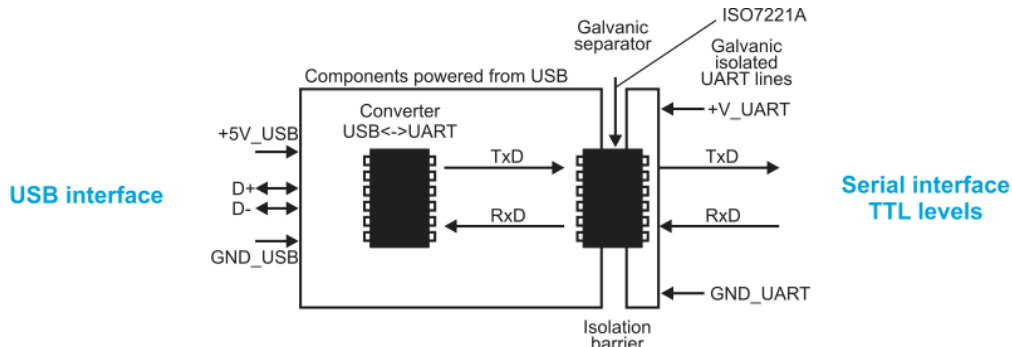 ISO7221A
Galvanic
separator
Galvanic
isolated
UART lines
Components powered from USB
Converter
USB<->UART
+5V_USB
+V_UART
TxD
TxD
D+
D-
USB interface
Serial interface
TTL levels
RxD
RxD
GND_USB
GND_UART
Isolation
barrier